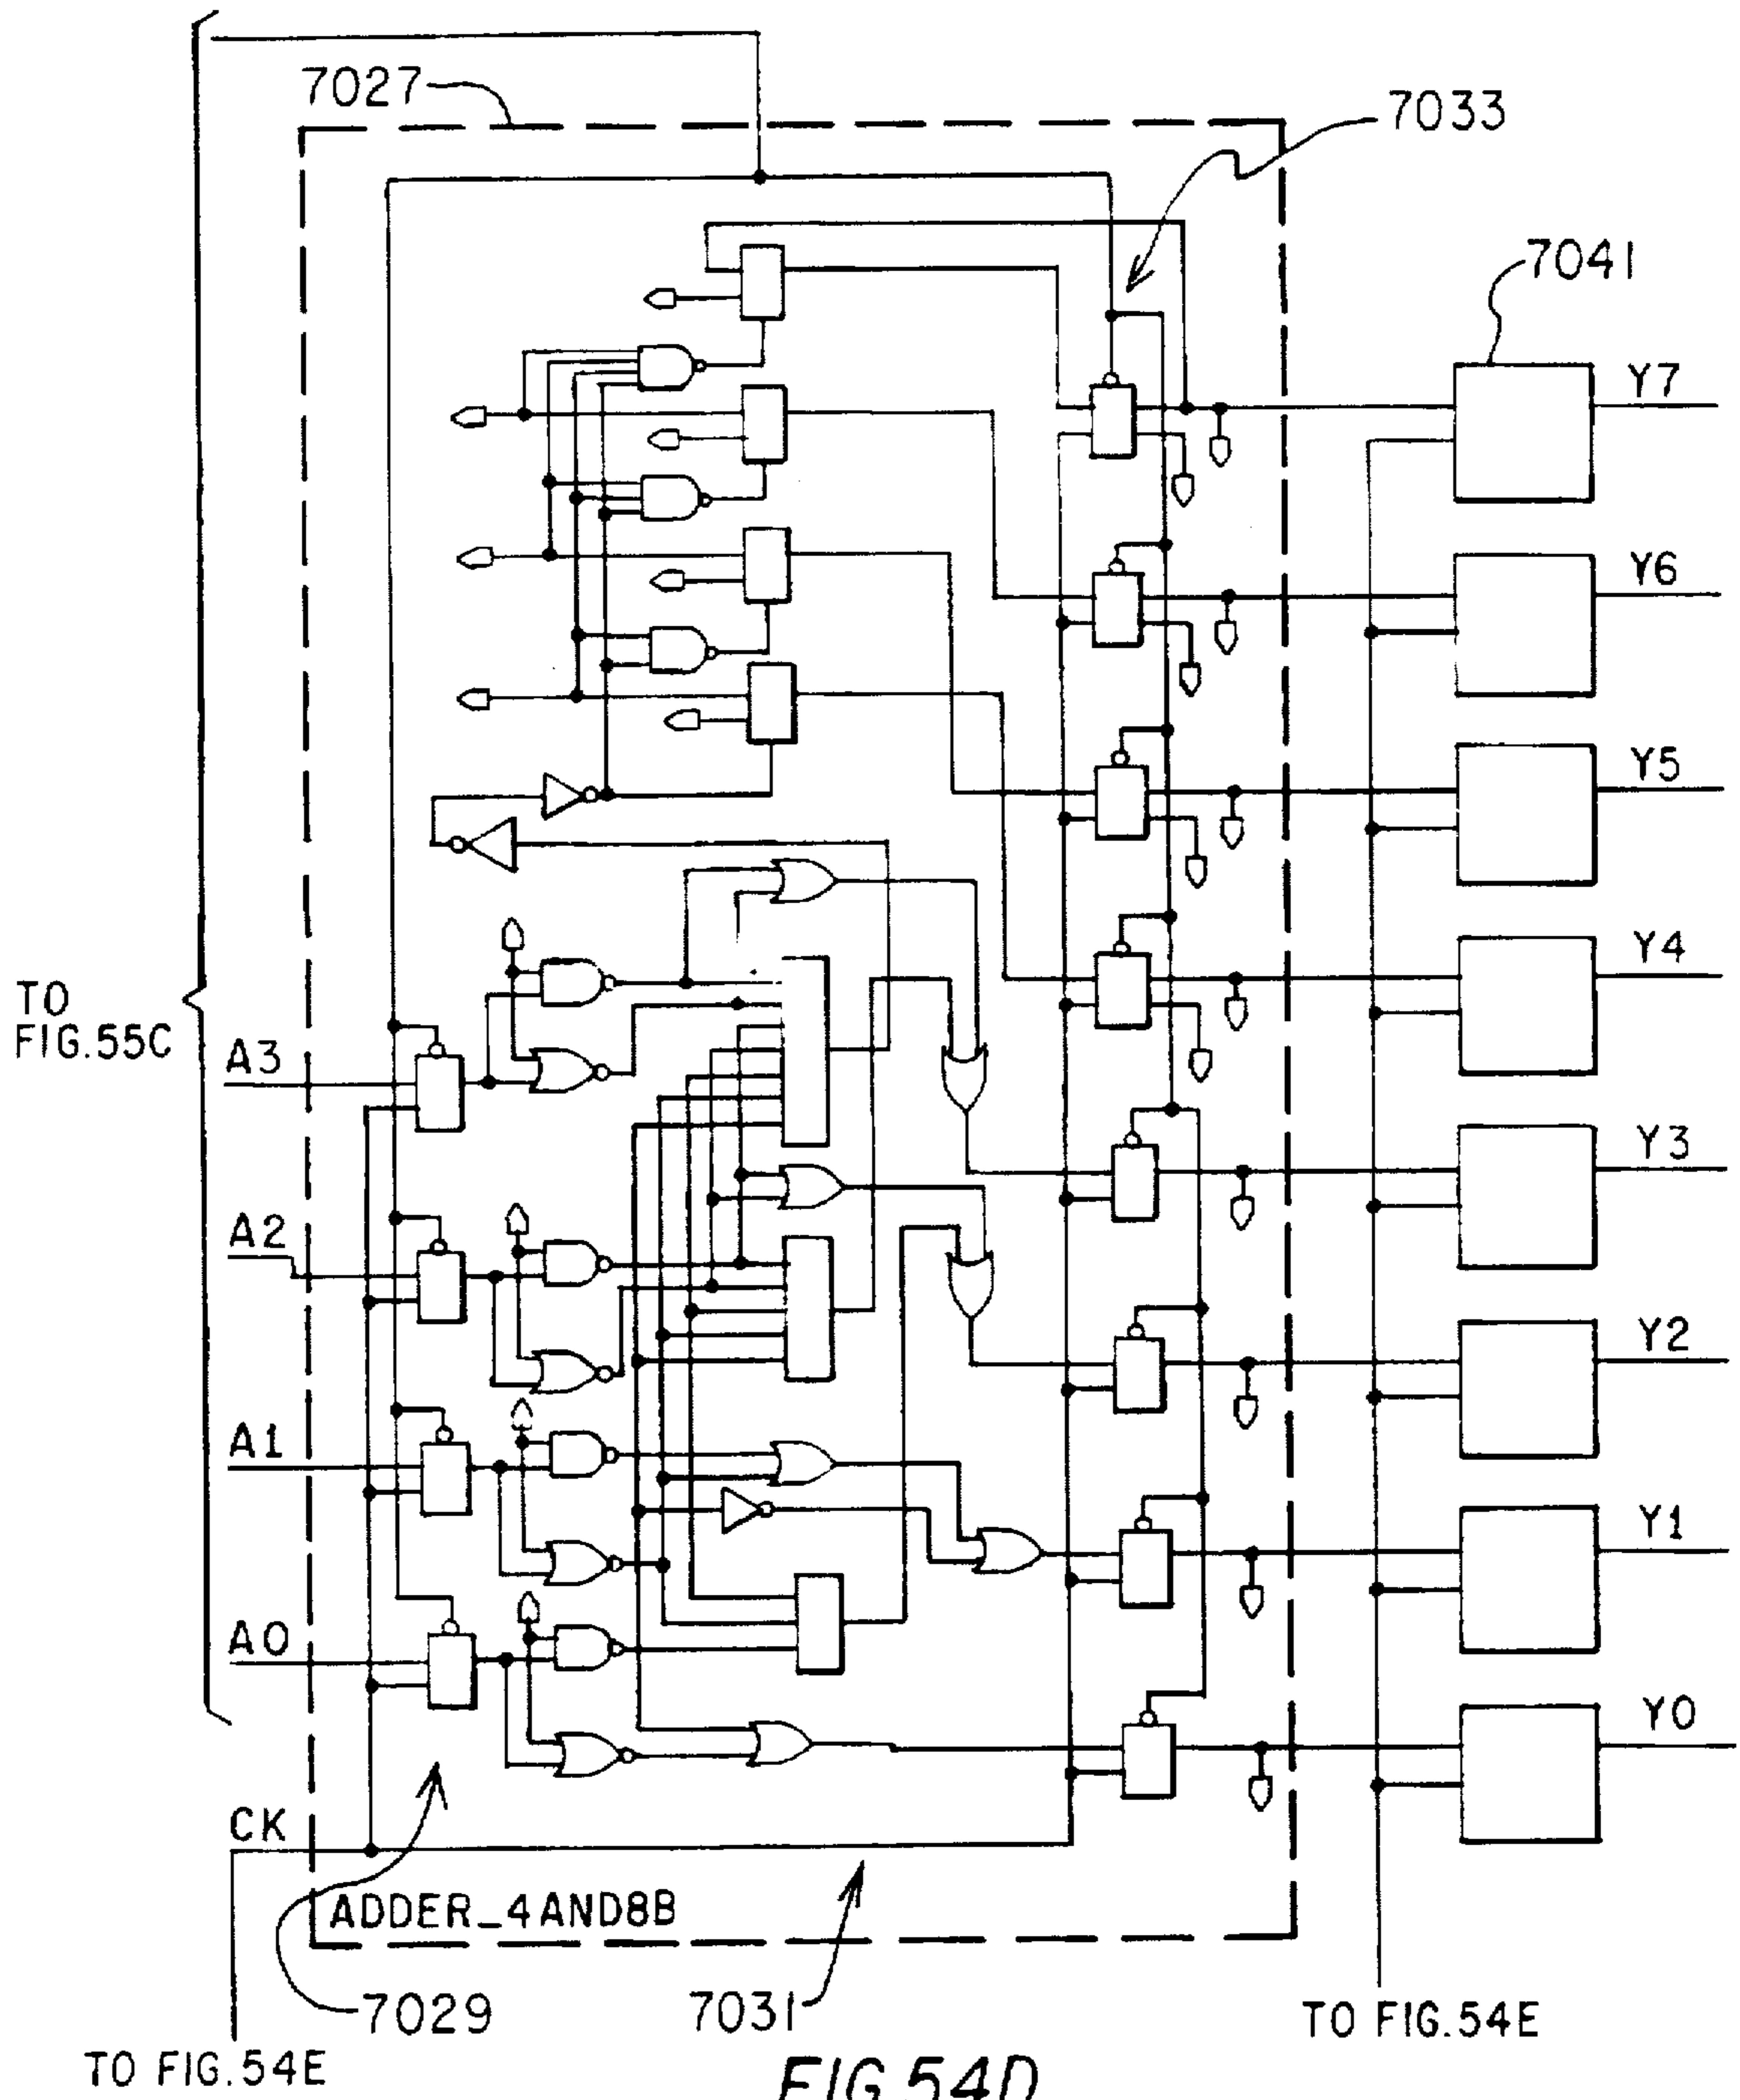 7027
7033
7041
Y7
Y6
Y5
Y4
TO
FIG.55C
A3
Y3
A2
Y2
A1
Y1
A0
Y0
CK
ADDER_4AND8B
7029
7031
TO FIG.54E
TO FIG.54E
FIG.54D